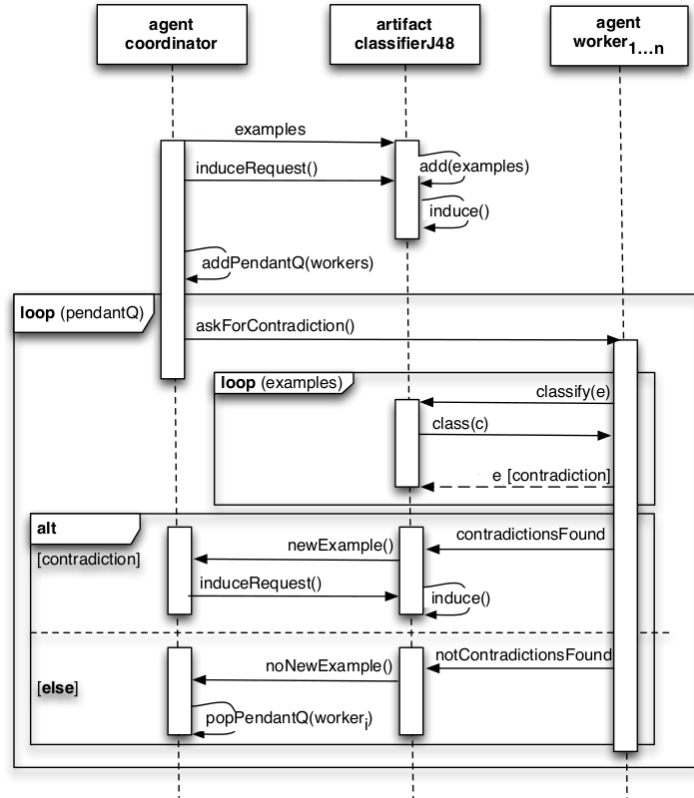 agent
coordinator
artifact
classifierJ48
agent
worker1...n
examples
add(examples)
induceRequest()
induce()
addPendantQ(workers)
loop (pendantQ)
askForContradiction()
loop (examples)
classify(e)
class(c)
e [contradiction]
alt
[contradiction]
contradictionsFound
newExample()
induceRequest()
induce()
notContradictionsFound
noNewExample()
[else]
popPendantQ(workeri)